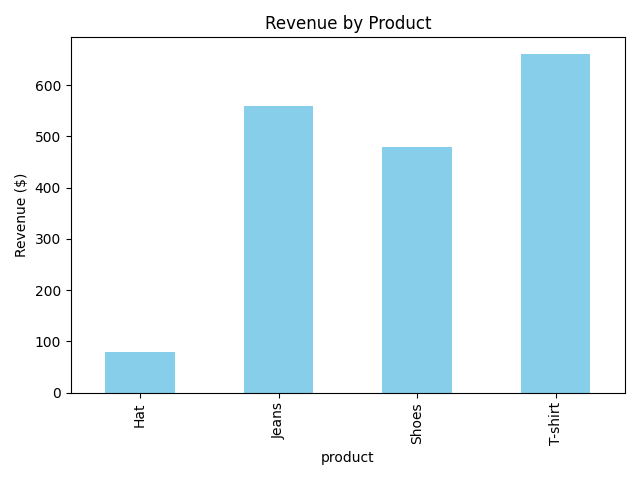 Revenue by Product
Revenue ($)
600
500
400
300
200
100
0
Hat
Jeans
Shoes
T-shirt
product